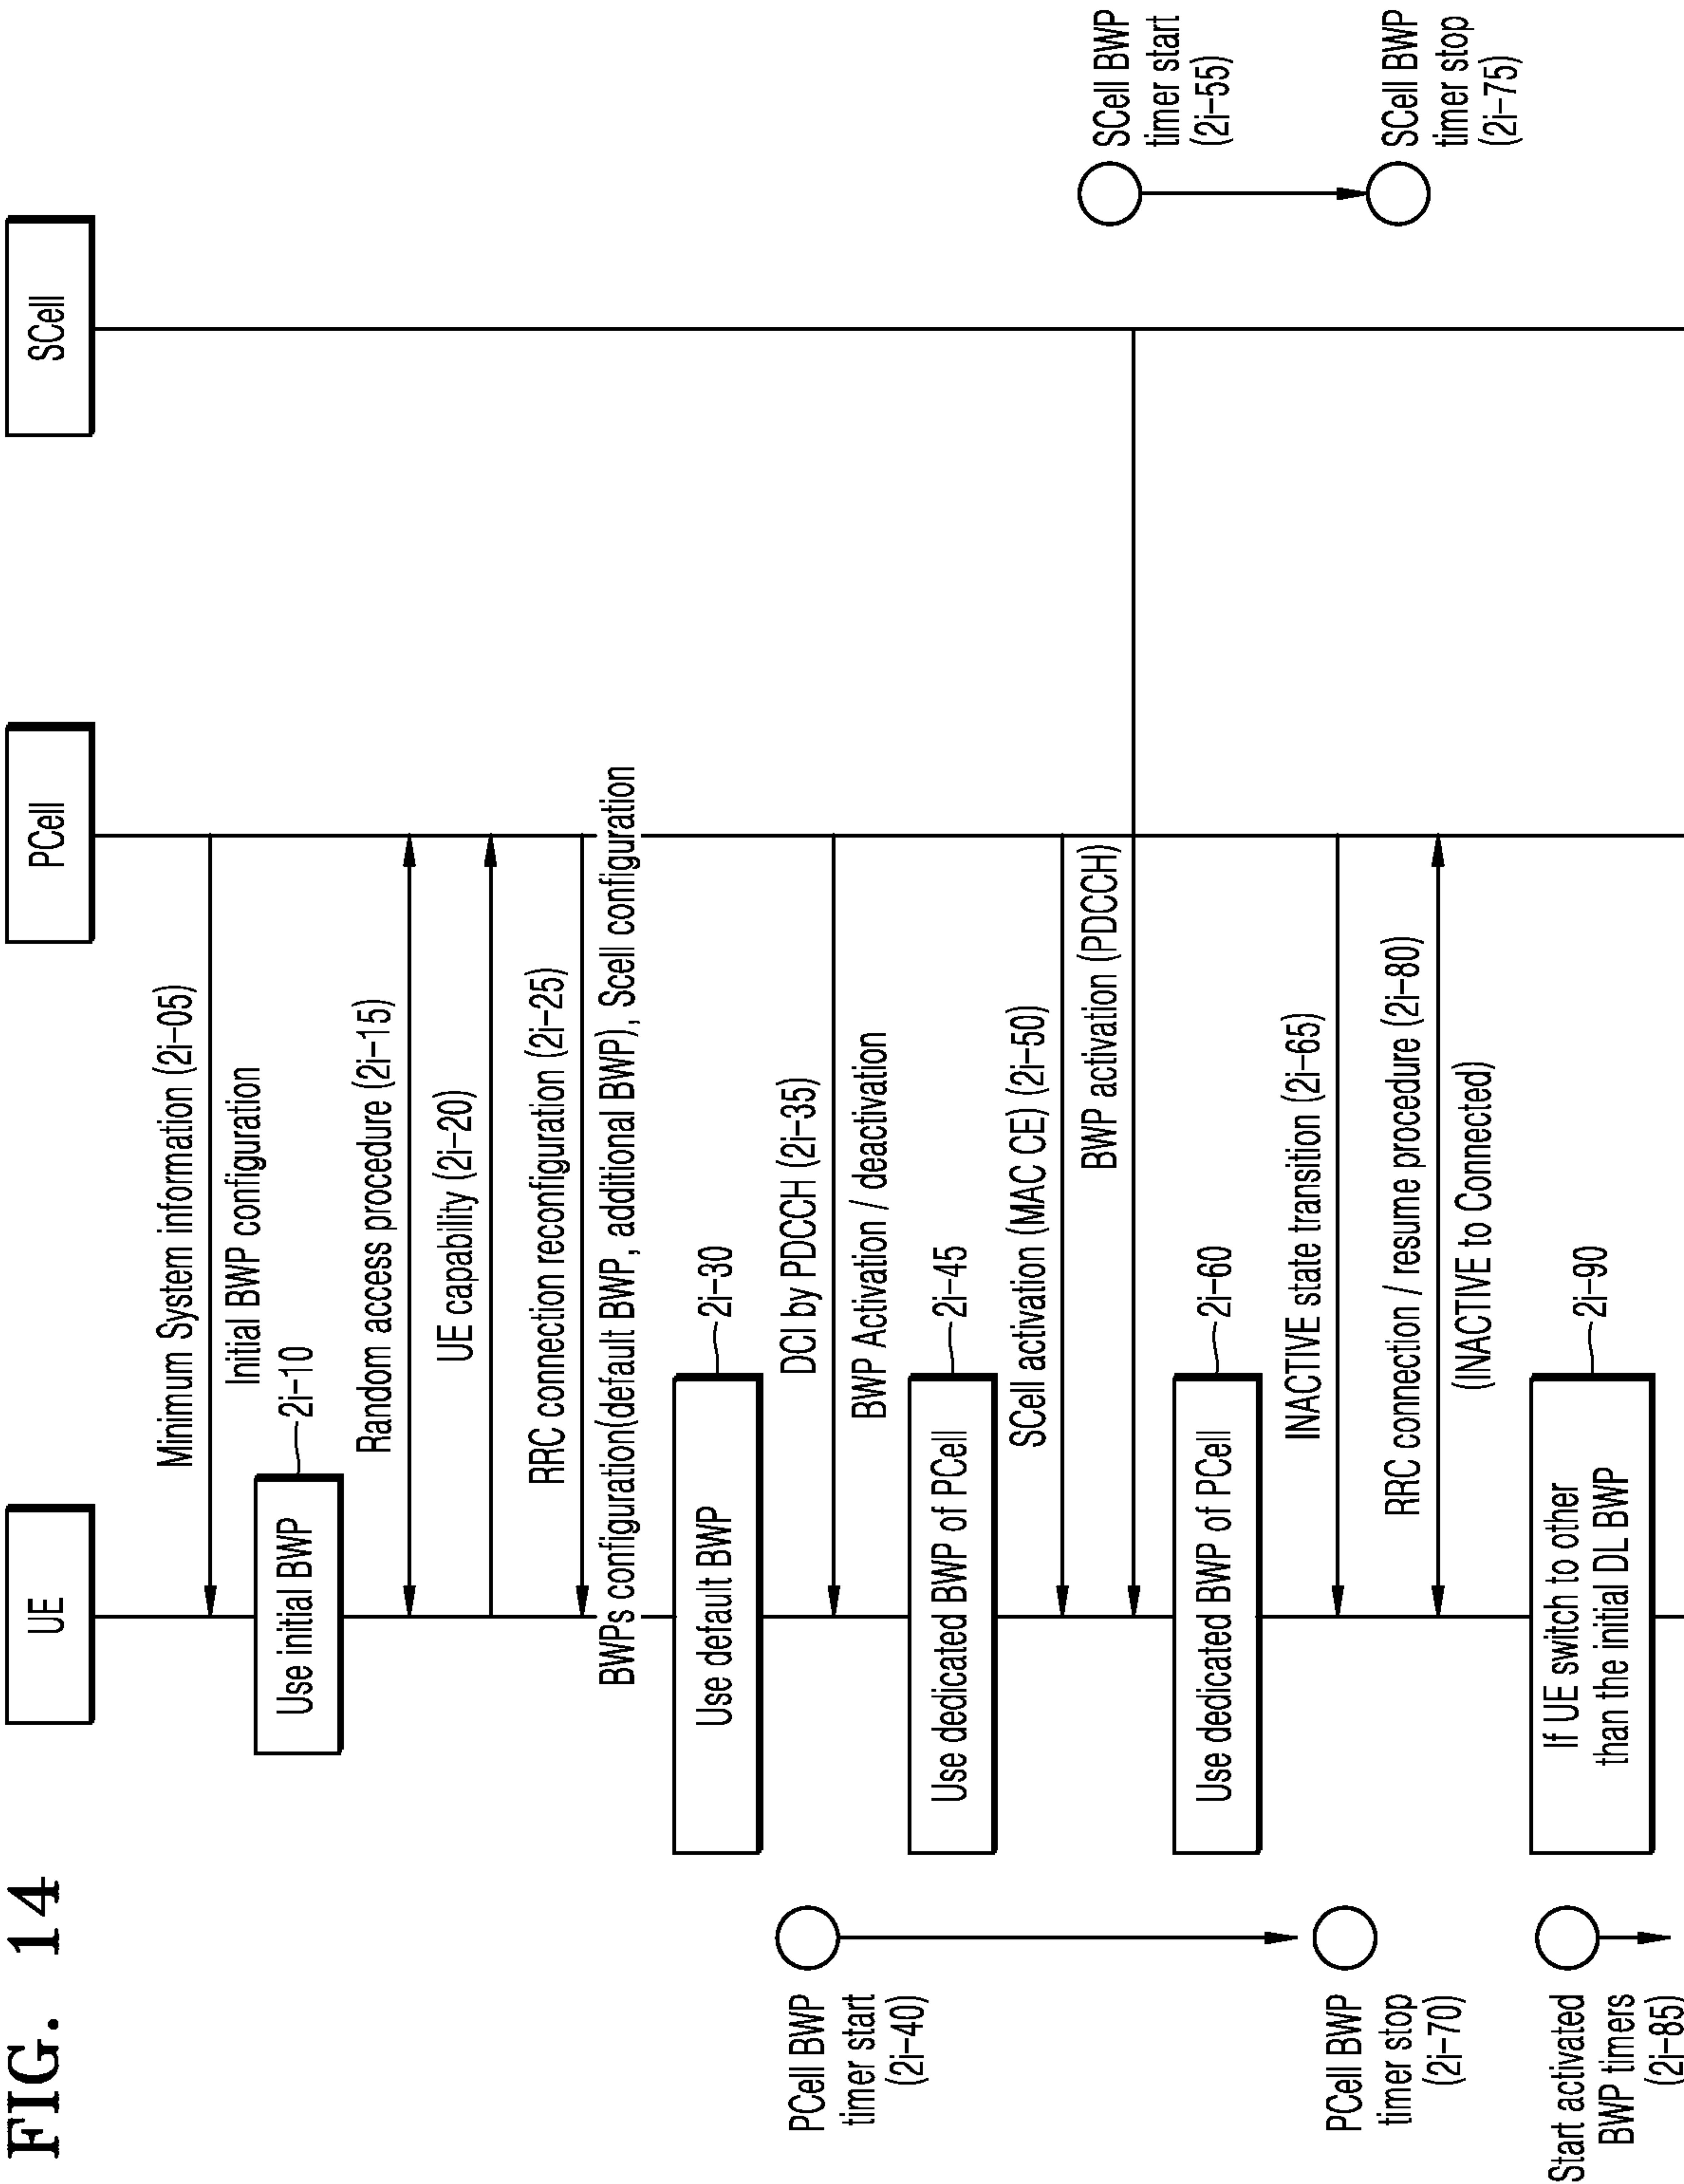 FIG. 14
UE
PCell
SCell
Minimum System information (2i-05)
Initial BWP configuration
Use initial BWP
2i-10
Random access procedure (2i-15)
UE capability (2i-20)
RRC connection reconfiguration (2i-25)
BWPs configuration(default BWP, additional BWP), Scell configuration
Use default BWP
2i-30
PCell BWP
timer start
(2i-40)
DCI by PDCCH (2i-35)
BWP Activation / deactivation
Use dedicated BWP of PCell
2i-45
SCell activation (MAC CE) (2i-50)
BWP activation (PDCCH)
SCell BWP
timer start
(2i-55)
Use dedicated BWP of PCell
2i-60
INACTIVE state transition (2i-65)
PCell BWP
timer stop
(2i-70)
SCell BWP
timer stop
(2i-75)
RRC connection / resume procedure (2i-80)
(INACTIVE to Connected)
Start activated
BWP timers
(2i-85)
If UE switch to other
than the initial DL BWP
2i-90